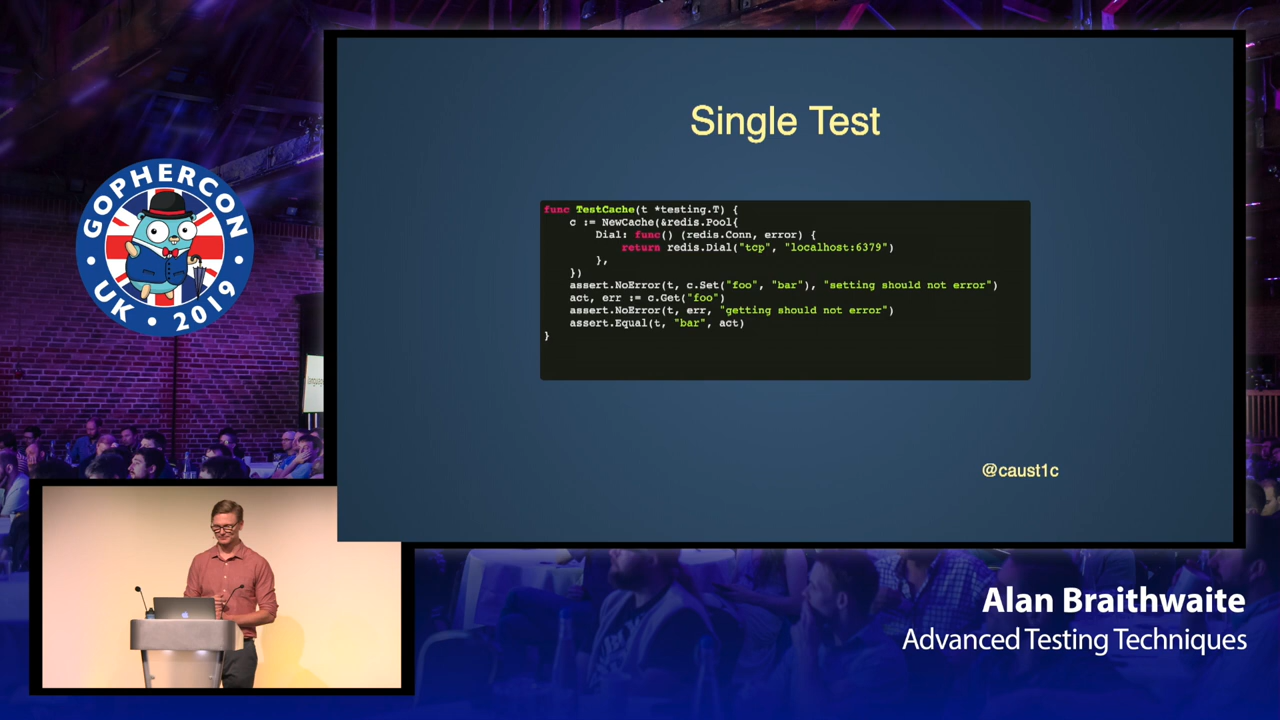 Single Test
func TestCache(t *testing.T) {
    c := NewCache(&redis.Pool{
        Dial: func() (redis.Conn, error) {
            return redis.Dial("tcp", "localhost:6379")
        },
    })
    assert.NoError(t, c.Set("foo", "bar"), "setting should not error")
    act, err := c.Get("foo")
    assert.NoError(t, err, "getting should not error")
    assert.Equal(t, "bar", act)
}
@caust1c
GOPHERCON
UK • 2019
Alan Braithwaite
Advanced Testing Techniques